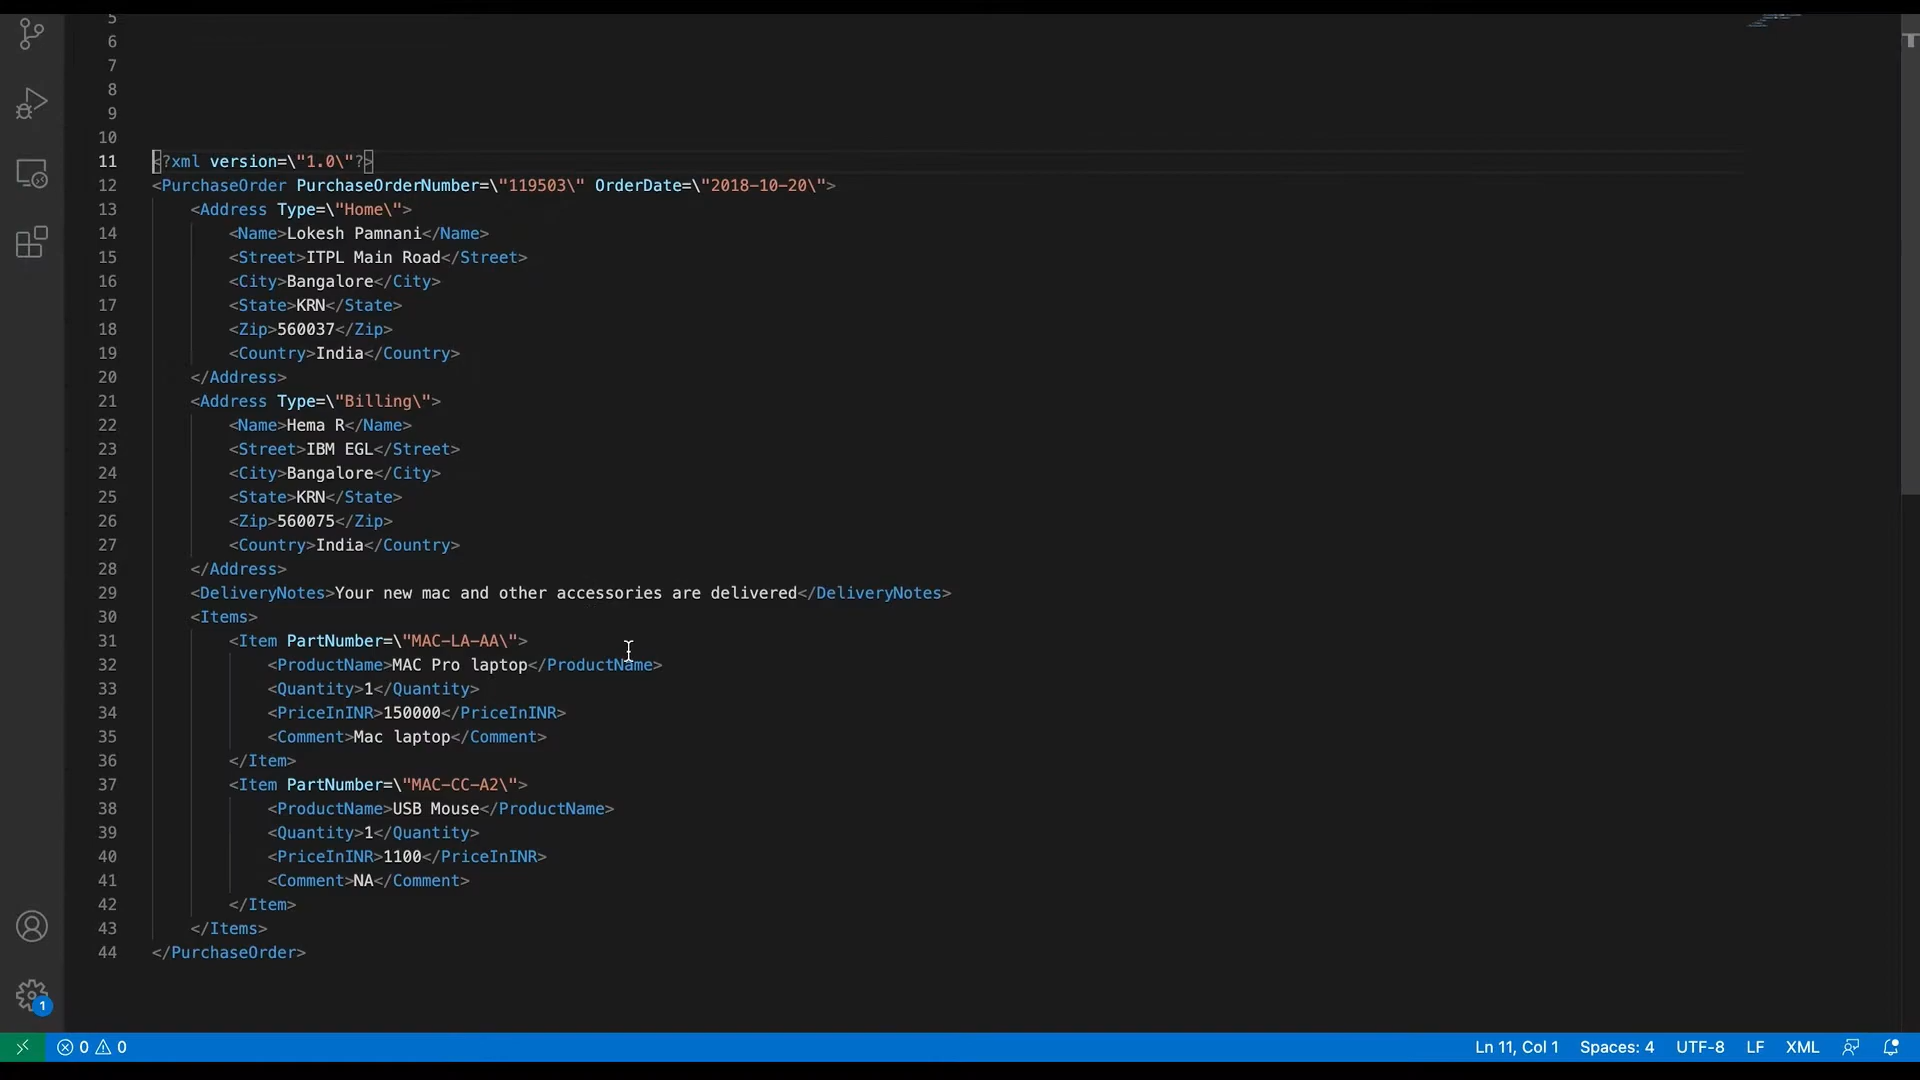 5
6
7
8
9
10
11 <?xml version=\"1.0\"?>
12 <PurchaseOrder PurchaseOrderNumber=\"119503\" OrderDate=\"2018-10-20\">
13 <Address Type=\"Home\">
14 <Name>Lokesh Pamnani</Name>
15 <Street>ITPL Main Road</Street>
16 <City>Bangalore</City>
17 <State>KRN</State>
18 <Zip>560037</Zip>
19 <Country>India</Country>
20 </Address>
21 <Address Type=\"Billing\">
22 <Name>Hema R</Name>
23 <Street>IBM EGL</Street>
24 <City>Bangalore</City>
25 <State>KRN</State>
26 <Zip>560075</Zip>
27 <Country>India</Country>
28 </Address>
29 <DeliveryNotes>Your new mac and other accessories are delivered</DeliveryNotes>
30 <Items>
31 <Item PartNumber=\"MAC-LA-AA\">
32 <ProductName>MAC Pro laptop</ProductName>
33 <Quantity>1</Quantity>
34 <PriceInINR>150000</PriceInINR>
35 <Comment>Mac laptop</Comment>
36 </Item>
37 <Item PartNumber=\"MAC-CC-A2\">
38 <ProductName>USB Mouse</ProductName>
39 <Quantity>1</Quantity>
40 <PriceInINR>1100</PriceInINR>
41 <Comment>NA</Comment>
42 </Item>
43 </Items>
44 </PurchaseOrder>
1
0 0 Ln 11, Col 1 Spaces: 4 UTF-8 LF XML